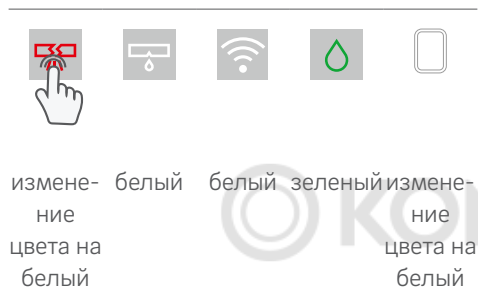 измене-
ние
цвета на
белый
белый
белый
зеленый
измене-
ние
цвета на
белый